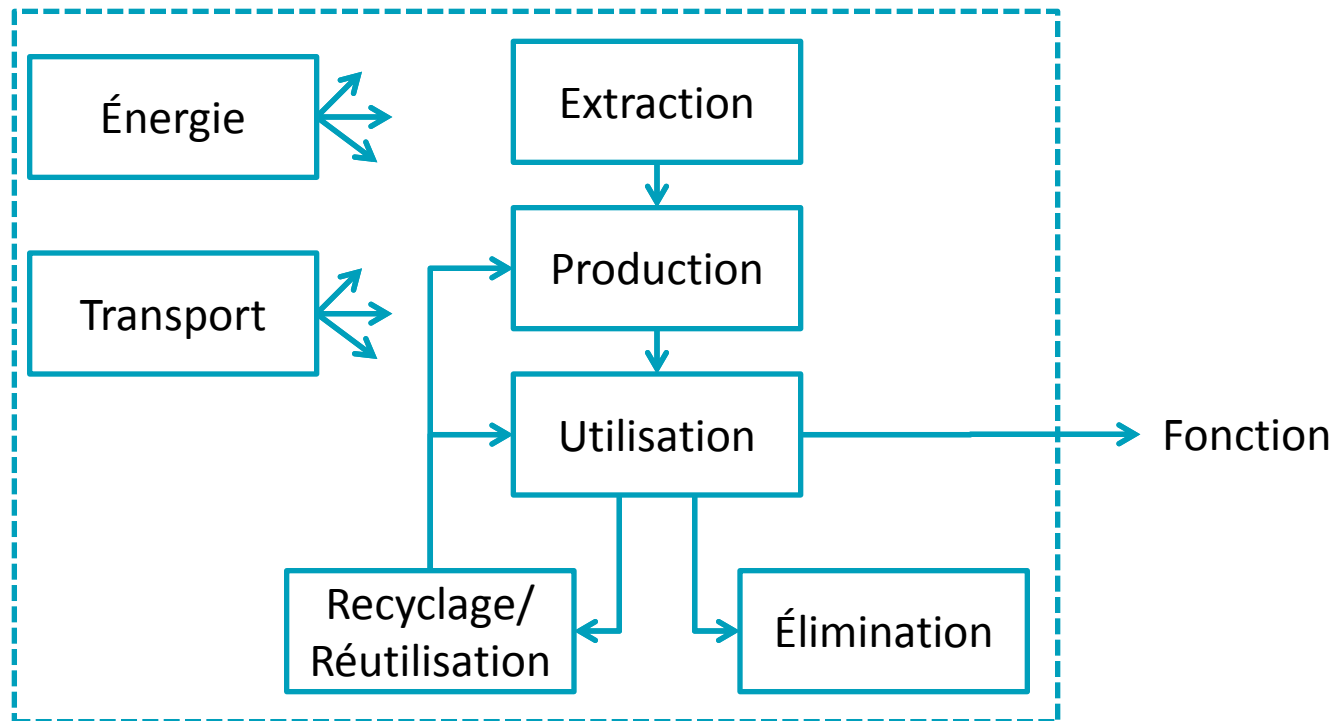 Énergie
Extraction
Transport
Production
Utilisation
Fonction
Recyclage/
Réutilisation
Élimination